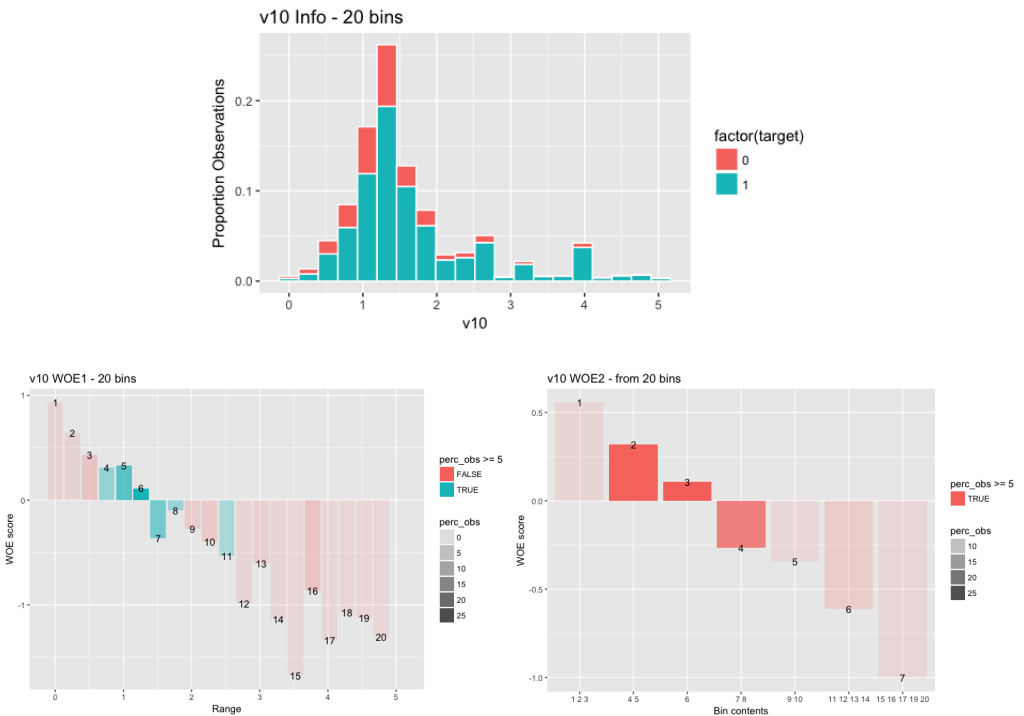 v10 Info - 20 bins
Proportion Observations
0.2
0.1
0.0
0 1 2 3 4 5
v10
factor(target)
0
1
v10 WOE1 - 20 bins
WOE score
1
0
-1
1
2
3
4
5
6
7
8
9
10
11
12
13
14
15
16
17
18
19
20
0 1 2 3 4 5
Range
perc_obs >= 5
FALSE
TRUE
perc_obs
0
5
10
15
20
25
v10 WOE2 - from 20 bins
WOE score
0.5
0.0
-0.5
-1.0
1
2
3
4
5
6
7
1 2 3 4 5 6 7 8 9 10 11 12 13 14 15 16 17 19 20
Bin contents
perc_obs >= 5
TRUE
perc_obs
10
15
20
25